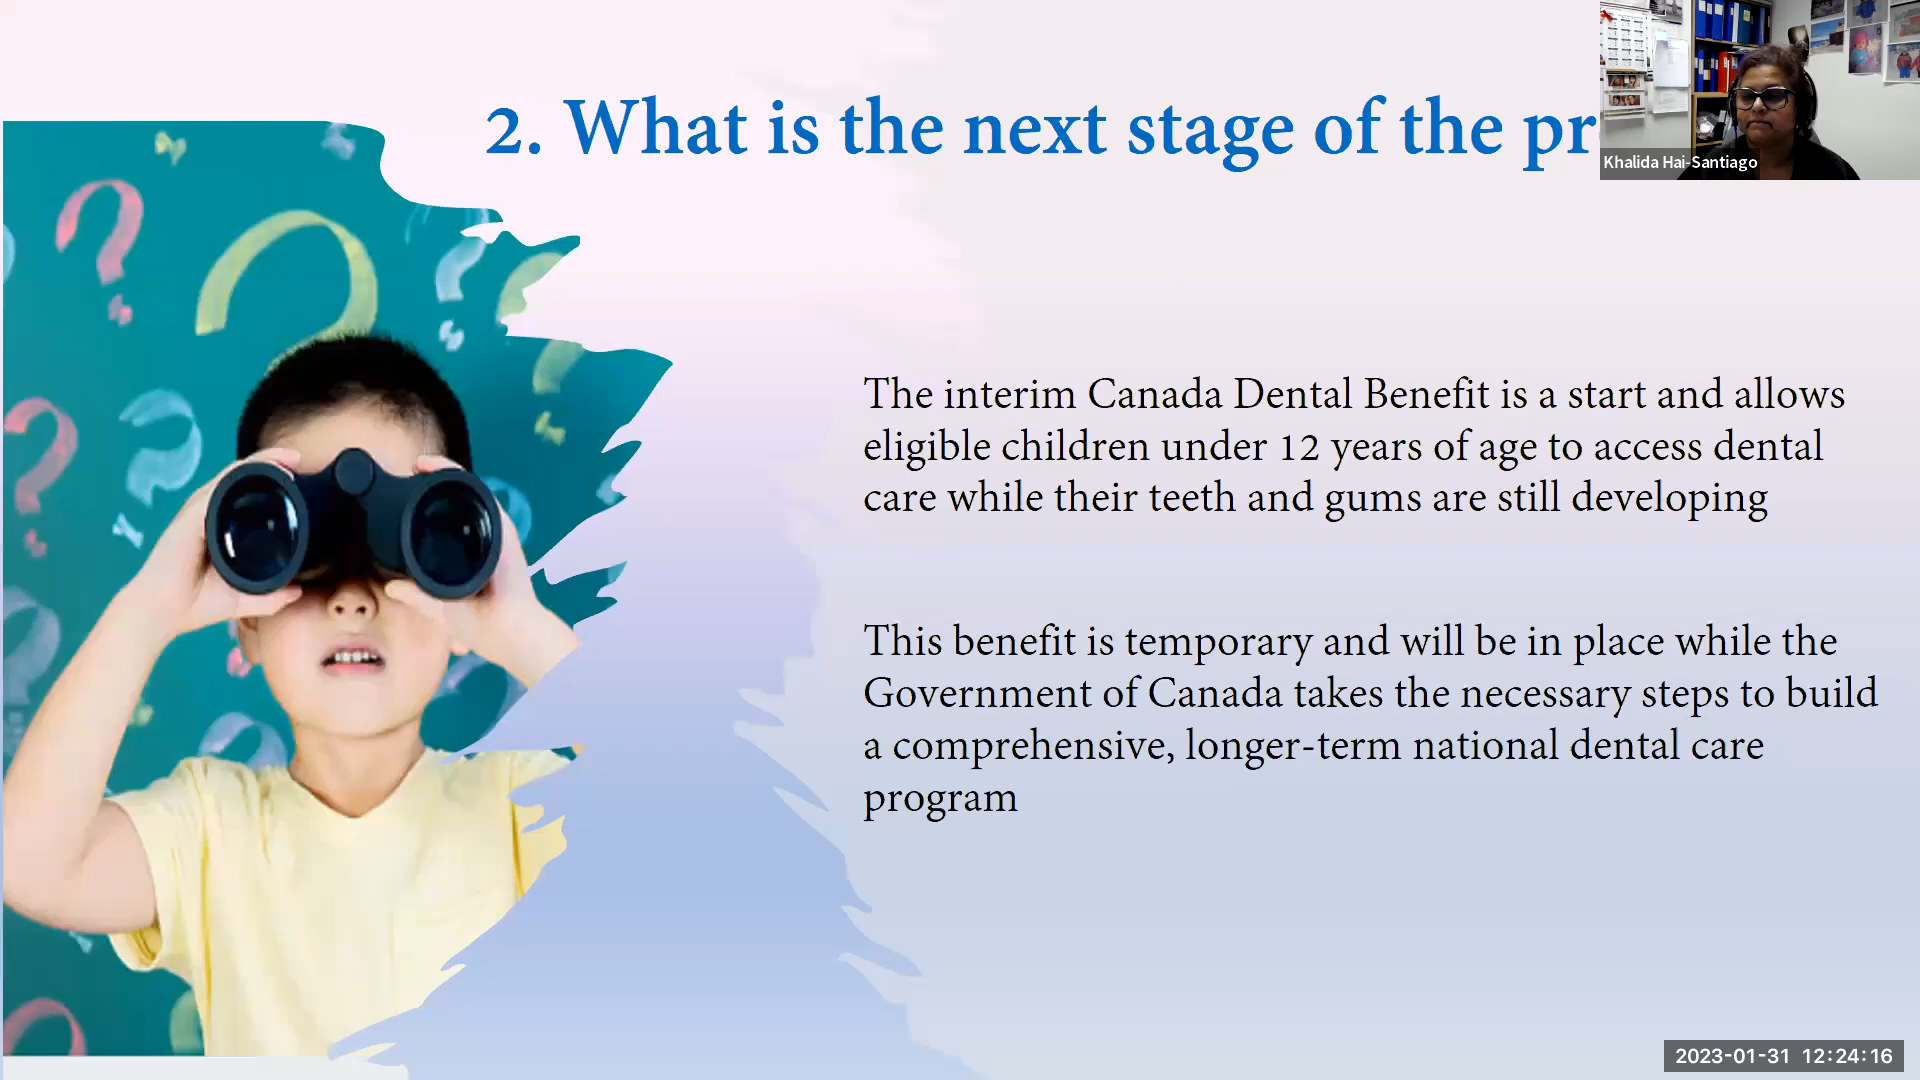 2. What is the next stage of the pr
Khalida Hai-Santiago
The interim Canada Dental Benefit is a start and allows
eligible children under 12 years of age to access dental
care while their teeth and gums are still developing
This benefit is temporary and will be in place while the
Government of Canada takes the necessary steps to build
a comprehensive, longer-term national dental care
program
2023-01-31 12:24:16